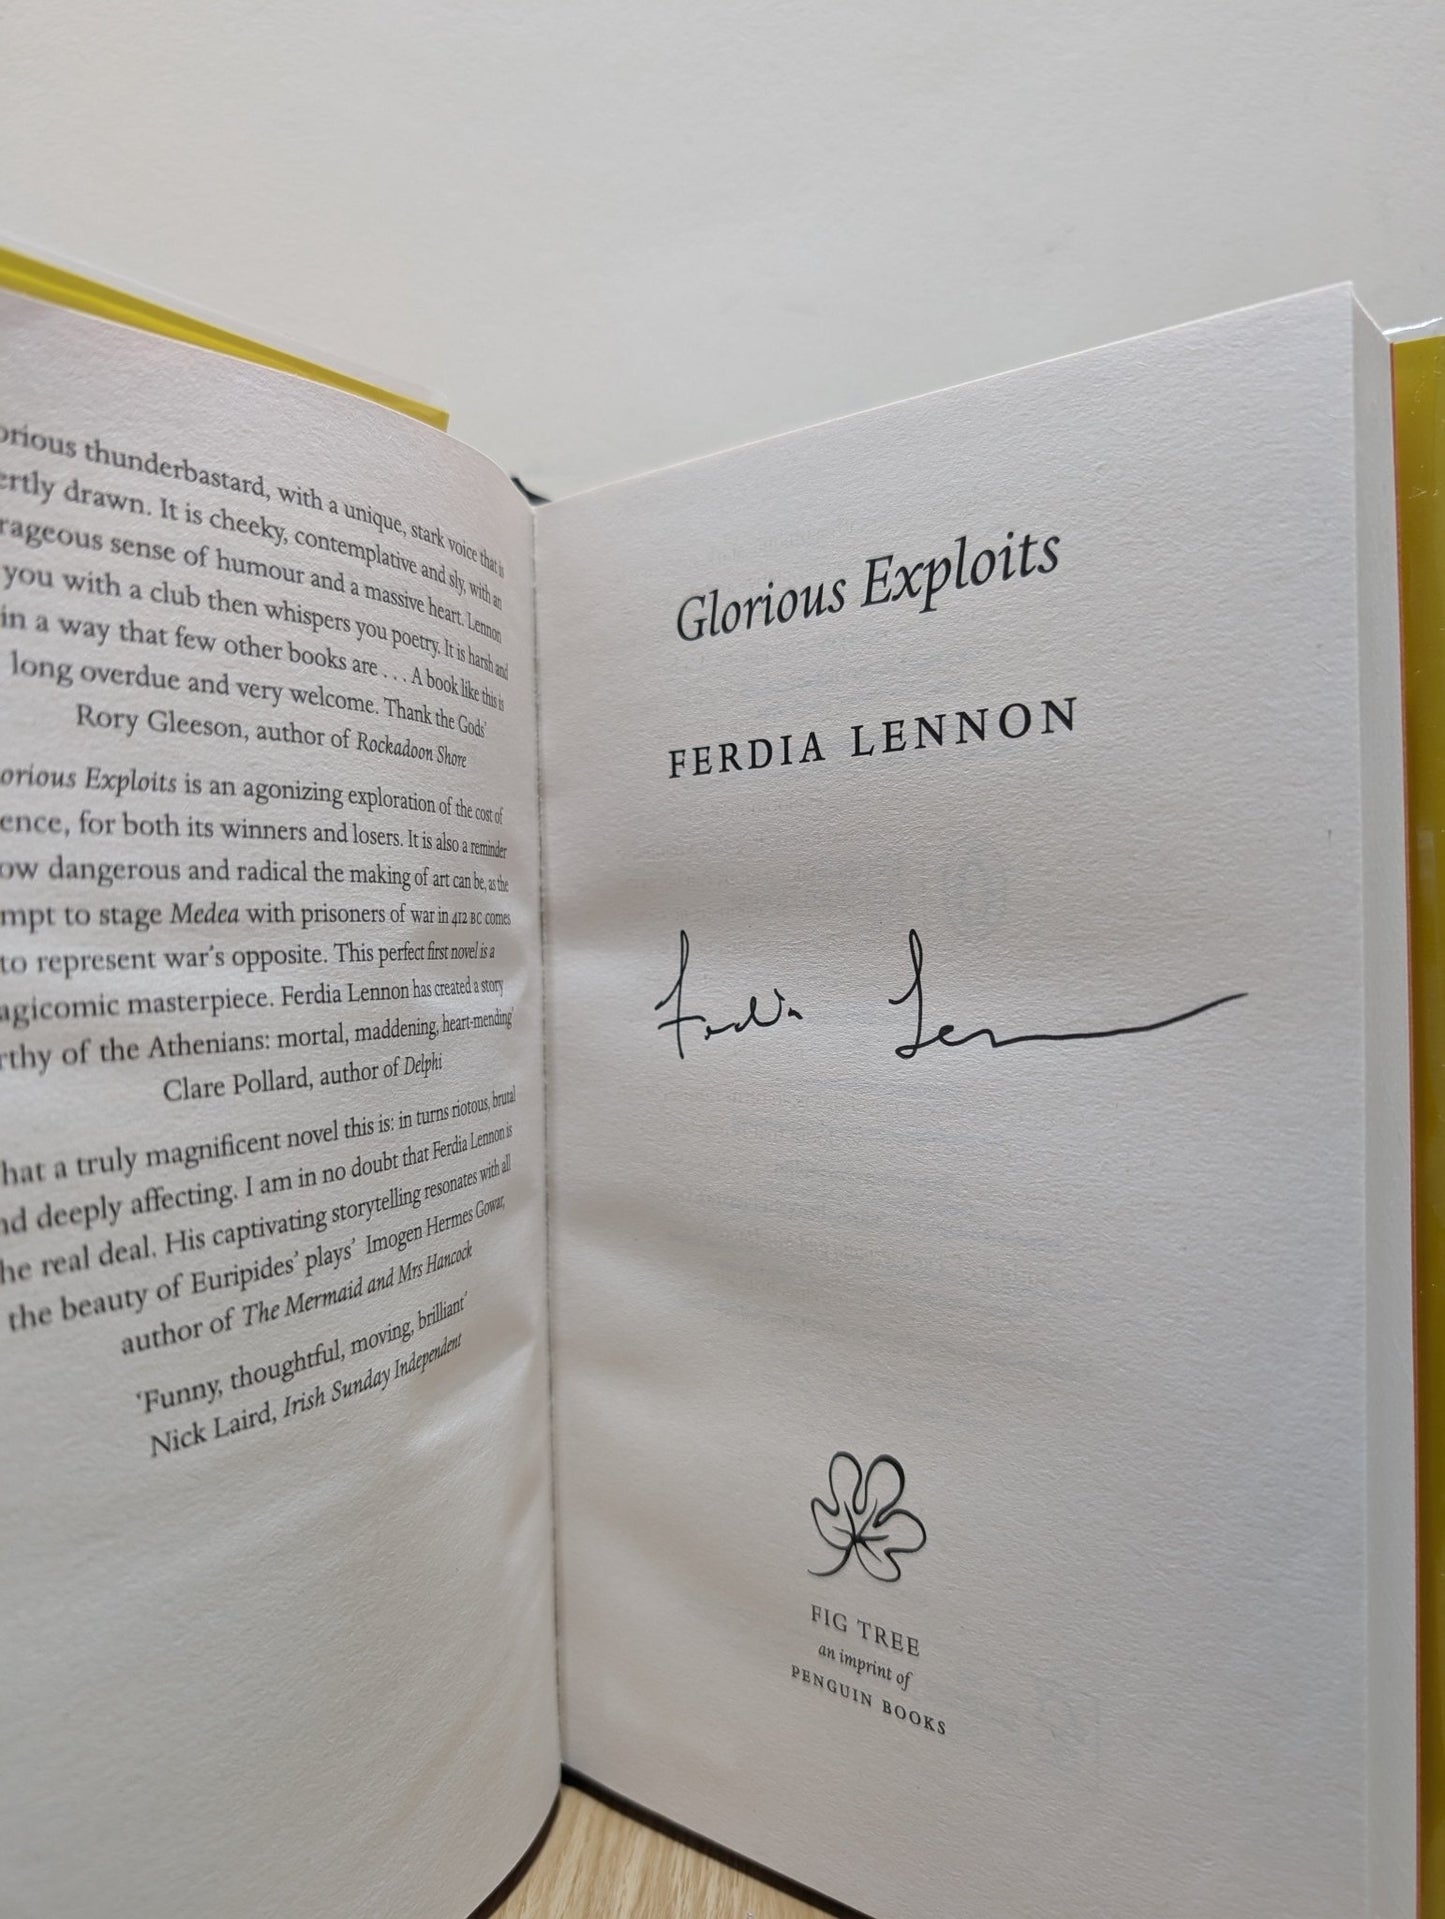 orious thunderbastard, with a unique, stark voice that is
ertly drawn. It is cheeky, contemplative and sly, with an
rageous sense of humour and a massive heart. Lennon
you with a club then whispers you poetry. It is harsh and
in a way that few other books are . . . A book like this is
long overdue and very welcome. Thank the Gods'
Rory Gleeson, author of Rockadoon Shore
orious Exploits is an agonizing exploration of the cost of
ence, for both its winners and losers. It is also a reminder
ow dangerous and radical the making of art can be, as the
mpt to stage Medea with prisoners of war in 412 BC comes
to represent war's opposite. This perfect first novel is a
agicomic masterpiece. Ferdia Lennon has created a story
rthy of the Athenians: mortal, maddening, heart-mending'
Clare Pollard, author of Delphi
hat a truly magnificent novel this is: in turns riotous, brutal
nd deeply affecting. I am in no doubt that Ferdia Lennon is
he real deal. His captivating storytelling resonates with all
the beauty of Euripides' plays' Imogen Hermes Gowar,
author of The Mermaid and Mrs Hancock
'Funny, thoughtful, moving, brilliant'
Nick Laird, Irish Sunday Independent
Glorious Exploits
FERDIA LENNON
Ferdia Lennon
FIG TREE
an imprint of
PENGUIN BOOKS